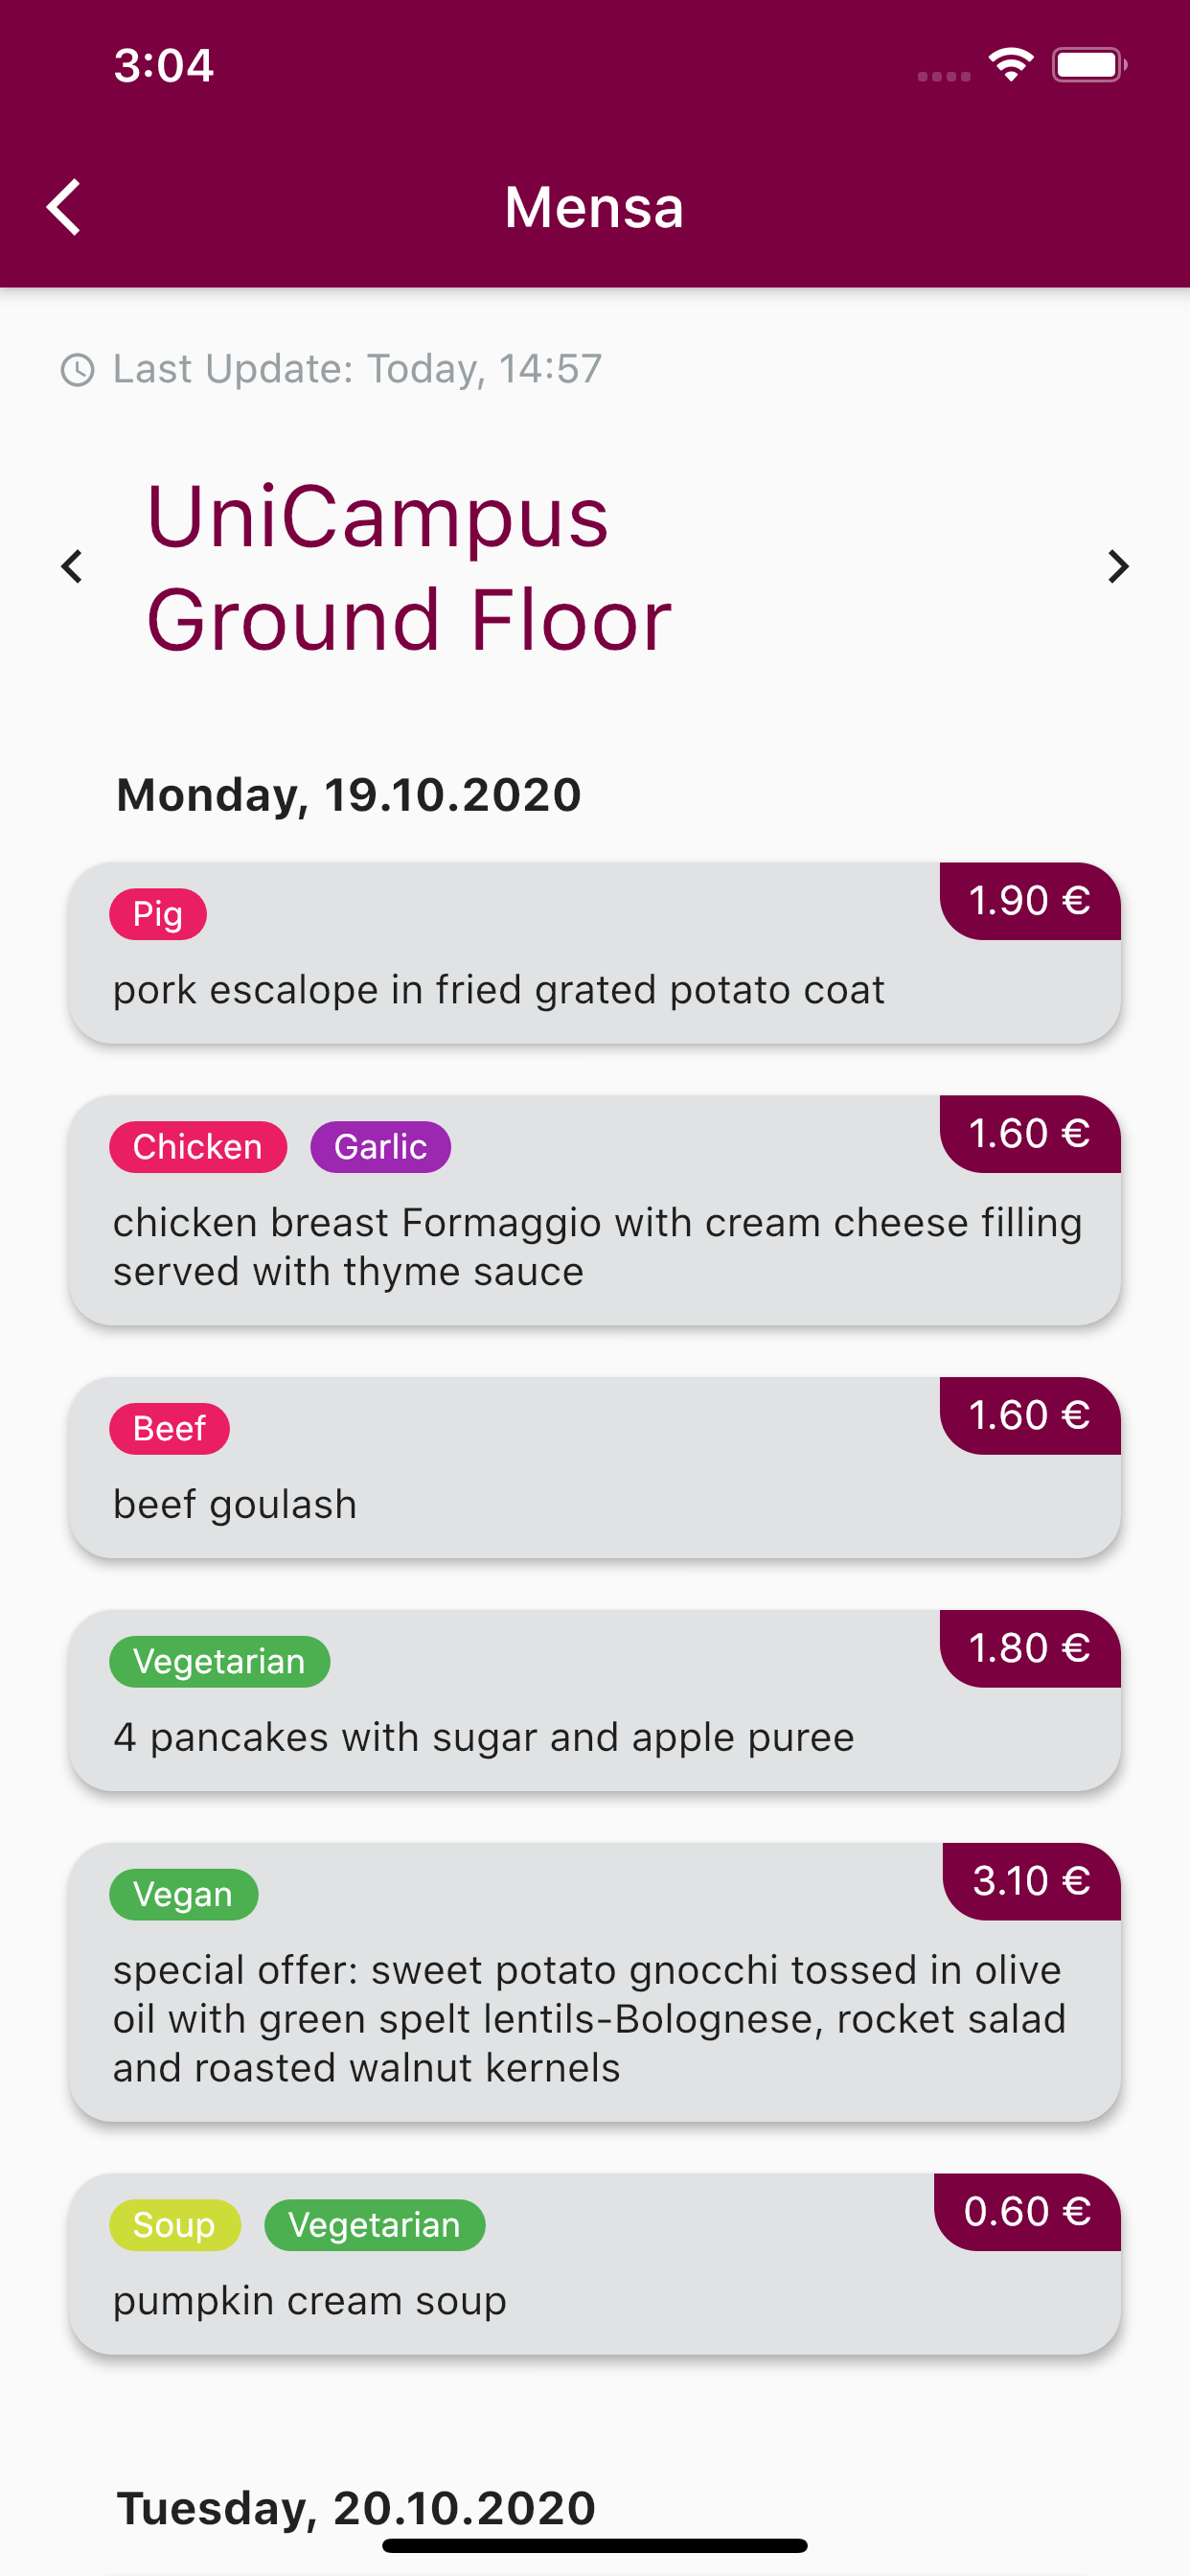 3:04
Mensa
Last Update: Today, 14:57
UniCampus
Ground Floor
Monday, 19.10.2020
Pig
1.90 €
pork escalope in fried grated potato coat
Chicken Garlic
1.60 €
chicken breast Formaggio with cream cheese filling
served with thyme sauce
Beef
1.60 €
beef goulash
Vegetarian
1.80 €
4 pancakes with sugar and apple puree
Vegan
3.10 €
special offer: sweet potato gnocchi tossed in olive
oil with green spelt lentils-Bolognese, rocket salad
and roasted walnut kernels
Soup Vegetarian
0.60 €
pumpkin cream soup
Tuesday, 20.10.2020